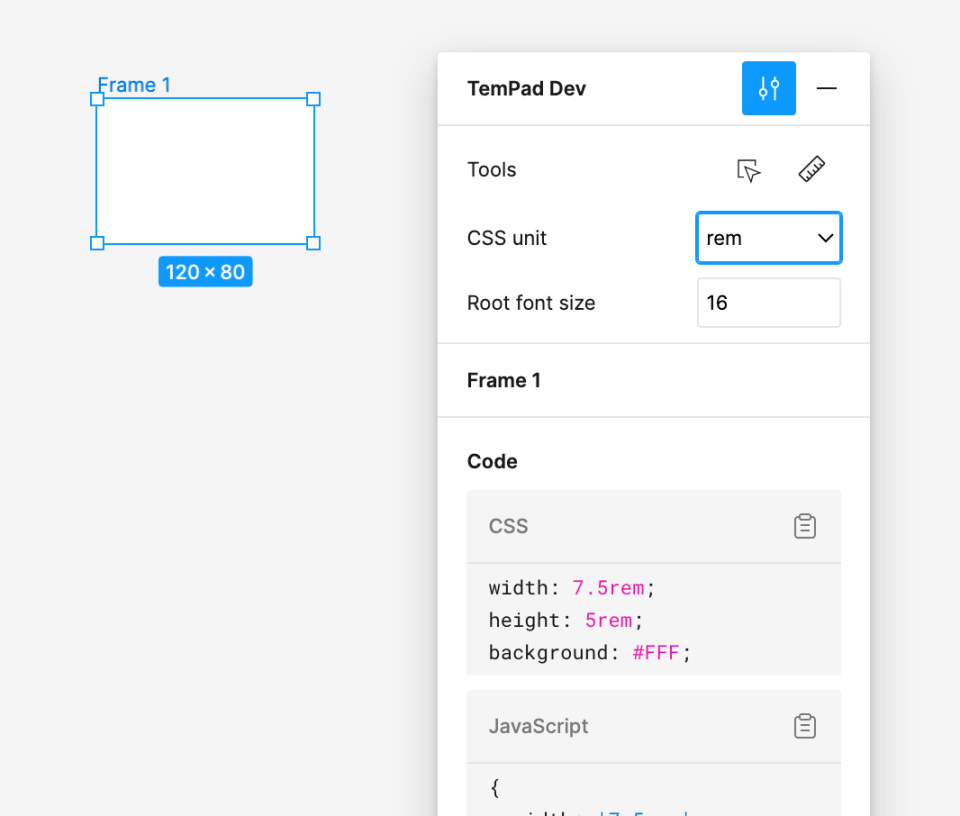 Frame 1
120 × 80
TemPad Dev
Tools
CSS unit
rem
Root font size
16
Frame 1
Code
CSS
width: 7.5rem;
height: 5rem;
background: #FFF;
JavaScript
{